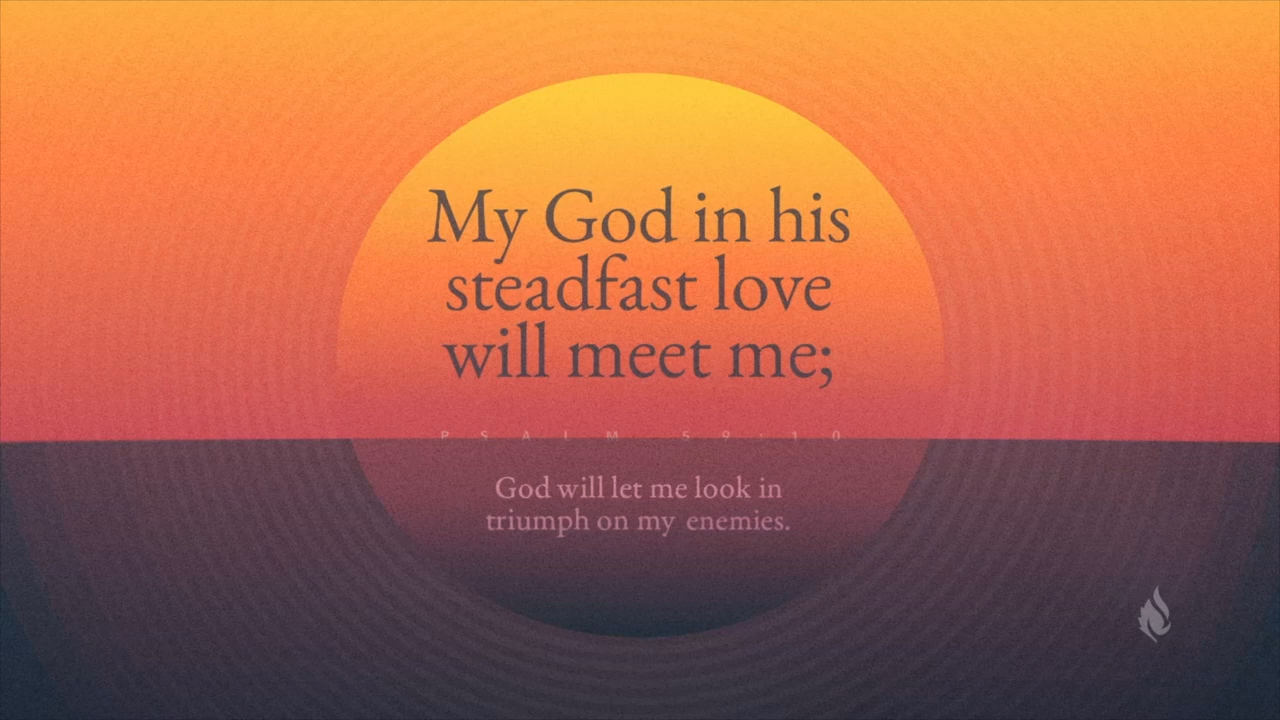 My God in his
steadfast love
will meet me;
PSALM 59:10
God will let me look in
triumph on my enemies.